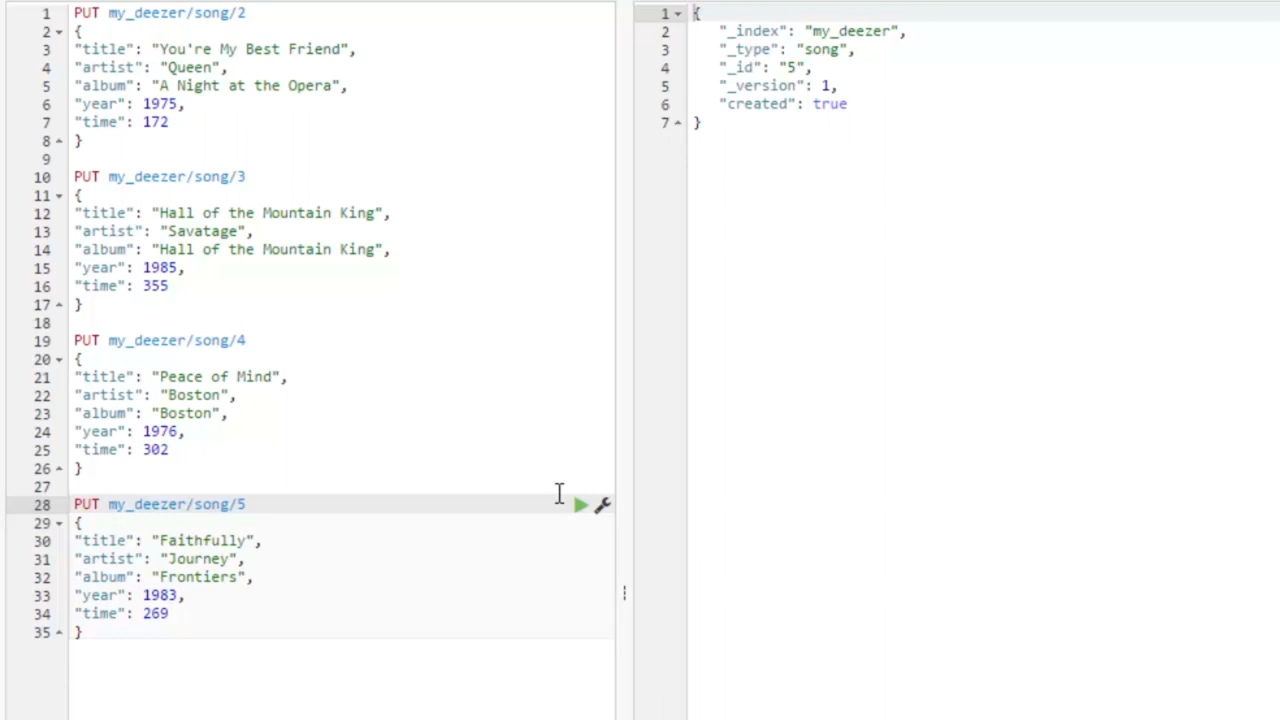 1 PUT my_deezer/song/2
2 {
3 "title": "You're My Best Friend",
4 "artist": "Queen",
5 "album": "A Night at the Opera",
6 "year": 1975,
7 "time": 172
8 }
9
10 PUT my_deezer/song/3
11 {
12 "title": "Hall of the Mountain King",
13 "artist": "Savatage",
14 "album": "Hall of the Mountain King",
15 "year": 1985,
16 "time": 355
17 }
18
19 PUT my_deezer/song/4
20 {
21 "title": "Peace of Mind",
22 "artist": "Boston",
23 "album": "Boston",
24 "year": 1976,
25 "time": 302
26 }
27
28 PUT my_deezer/song/5
29 {
30 "title": "Faithfully",
31 "artist": "Journey",
32 "album": "Frontiers",
33 "year": 1983,
34 "time": 269
35 }
1 {
2 "_index": "my_deezer",
3 "_type": "song",
4 "_id": "5",
5 "_version": 1,
6 "created": true
7 }